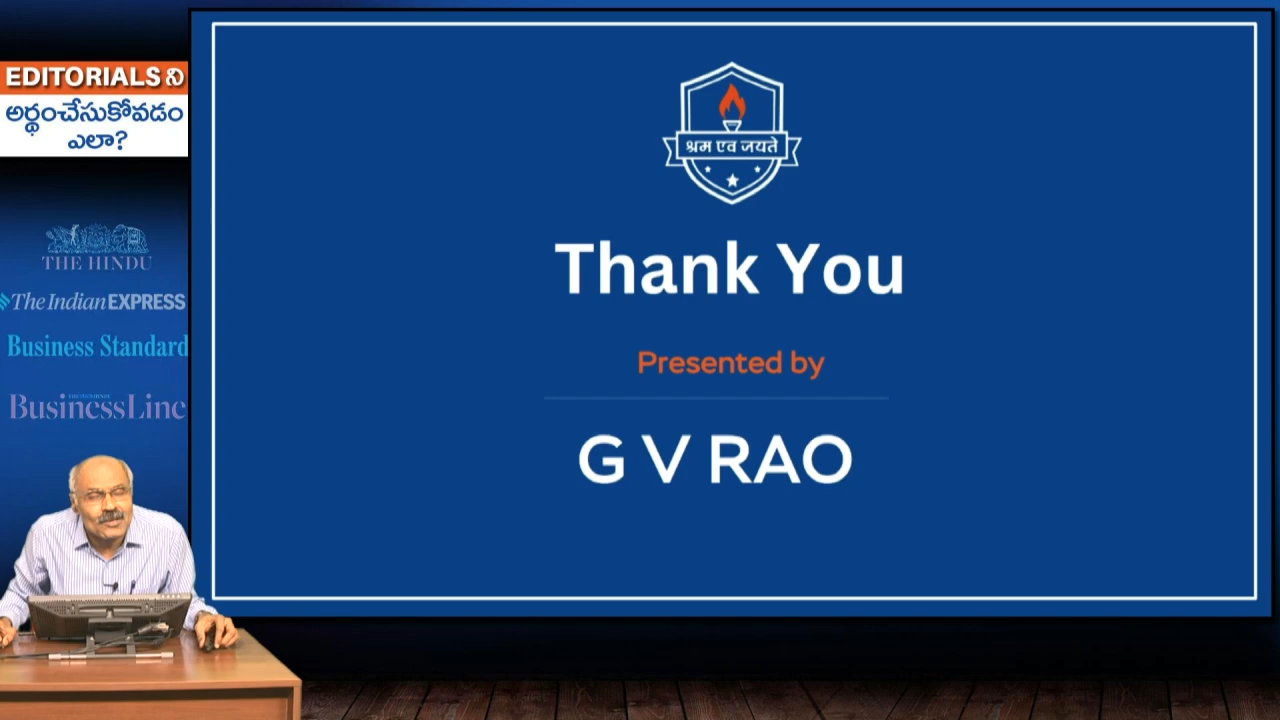 EDITORIALS ని
అర్థంచేసుకోవడం
ఎలా?
THE HINDU
The Indian EXPRESS
Business Standard
BusinessLine
श्रम एव जयते
Thank You
Presented by
G V RAO